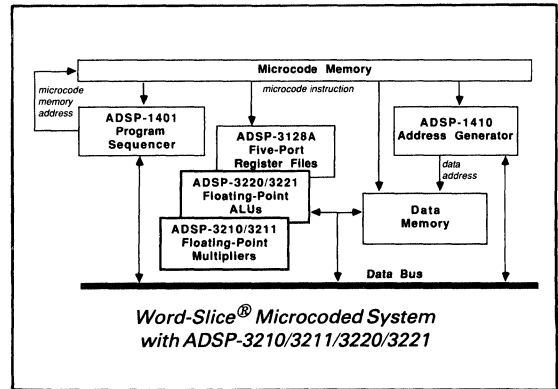 Microcode Memory
microcode
memory
address
microcode instruction
ADSP-1401
Program
Sequencer
ADSP-3128A
Five-Port
Register Files
ADSP-1410
Address Generator
ADSP-3220/3221
Floating-Point
ALUs
data
address
ADSP-3210/3211
Floating-Point
Multipliers
Data
Memory
Data Bus
Word-Slice® Microcoded System
with ADSP-3210/3211/3220/3221